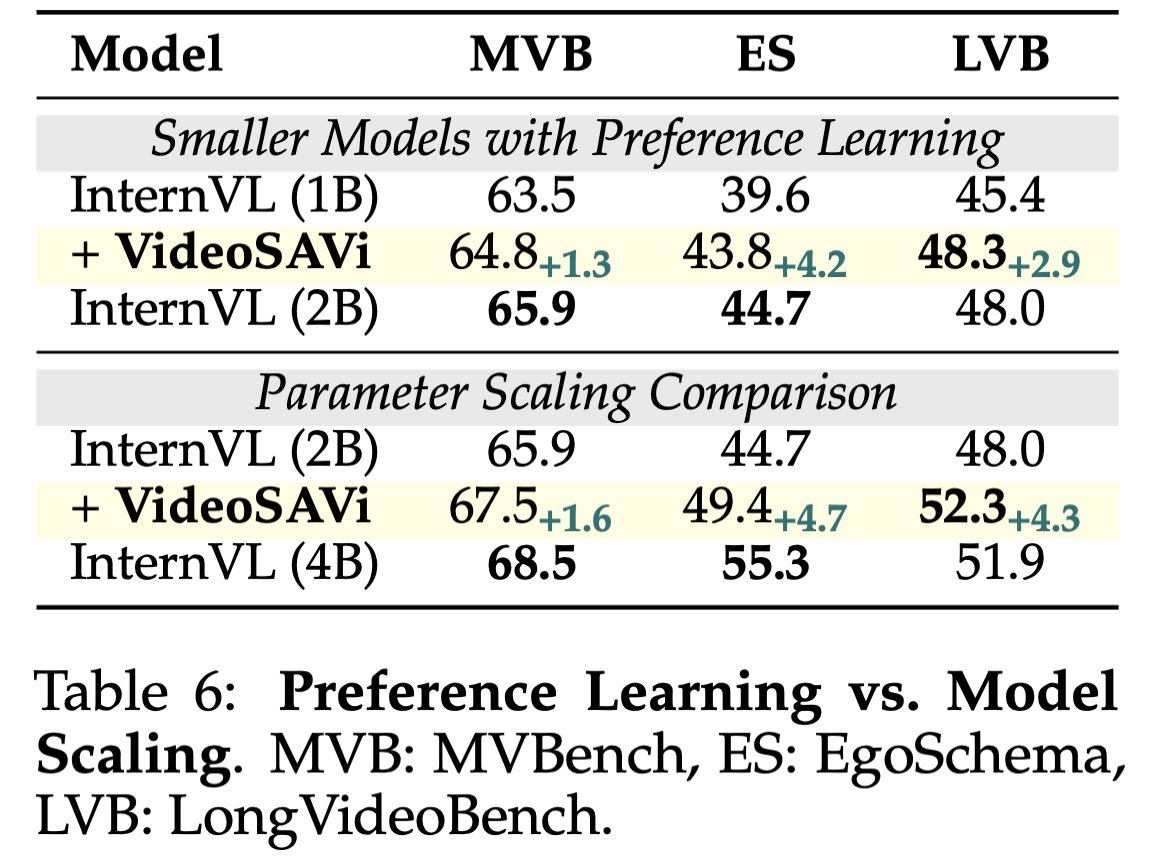 Model MVB ES LVB
Smaller Models with Preference Learning
InternVL (1B) 63.5 39.6 45.4
+ VideoSAVi 64.8+1.3 43.8+4.2 48.3+2.9
InternVL (2B) 65.9 44.7 48.0
Parameter Scaling Comparison
InternVL (2B) 65.9 44.7 48.0
+ VideoSAVi 67.5+1.6 49.4+4.7 52.3+4.3
InternVL (4B) 68.5 55.3 51.9
Table 6: Preference Learning vs. Model
Scaling. MVB: MVBench, ES: EgoSchema,
LVB: LongVideoBench.